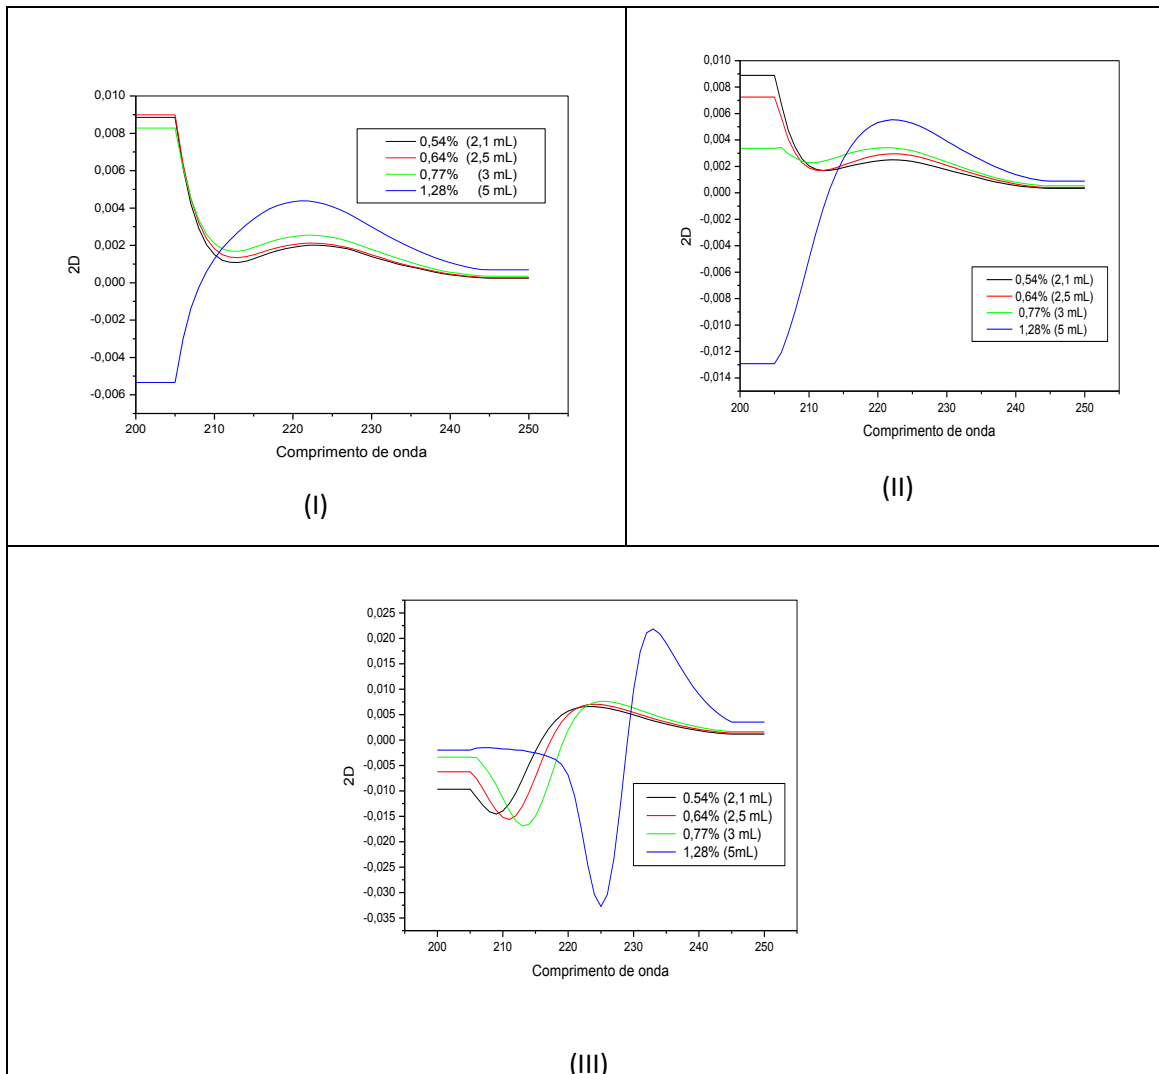 0,010
0,008
0,006
0,004
0,002
0,000
-0,002
-0,004
-0,006
2D
0,54% (2,1 mL)
0,64% (2,5 mL)
0,77% (3 mL)
1,28% (5 mL)
200 210 220 230 240 250
Comprimento de onda
(I)
0,010
0,008
0,006
0,004
0,002
0,000
-0,002
-0,004
-0,006
-0,008
-0,010
-0,012
-0,014
2D
0,54% (2,1 mL)
0,64% (2,5 mL)
0,77% (3 mL)
1,28% (5 mL)
200 210 220 230 240 250
Comprimento de onda
(II)
0,025
0,020
0,015
0,010
0,005
0,000
-0,005
-0,010
-0,015
-0,020
-0,025
-0,030
-0,035
2D
0.54% (2,1 mL)
0,64% (2,5 mL)
0,77% (3 mL)
1,28% (5mL)
200 210 220 230 240 250
Comprimento de onda
(III)